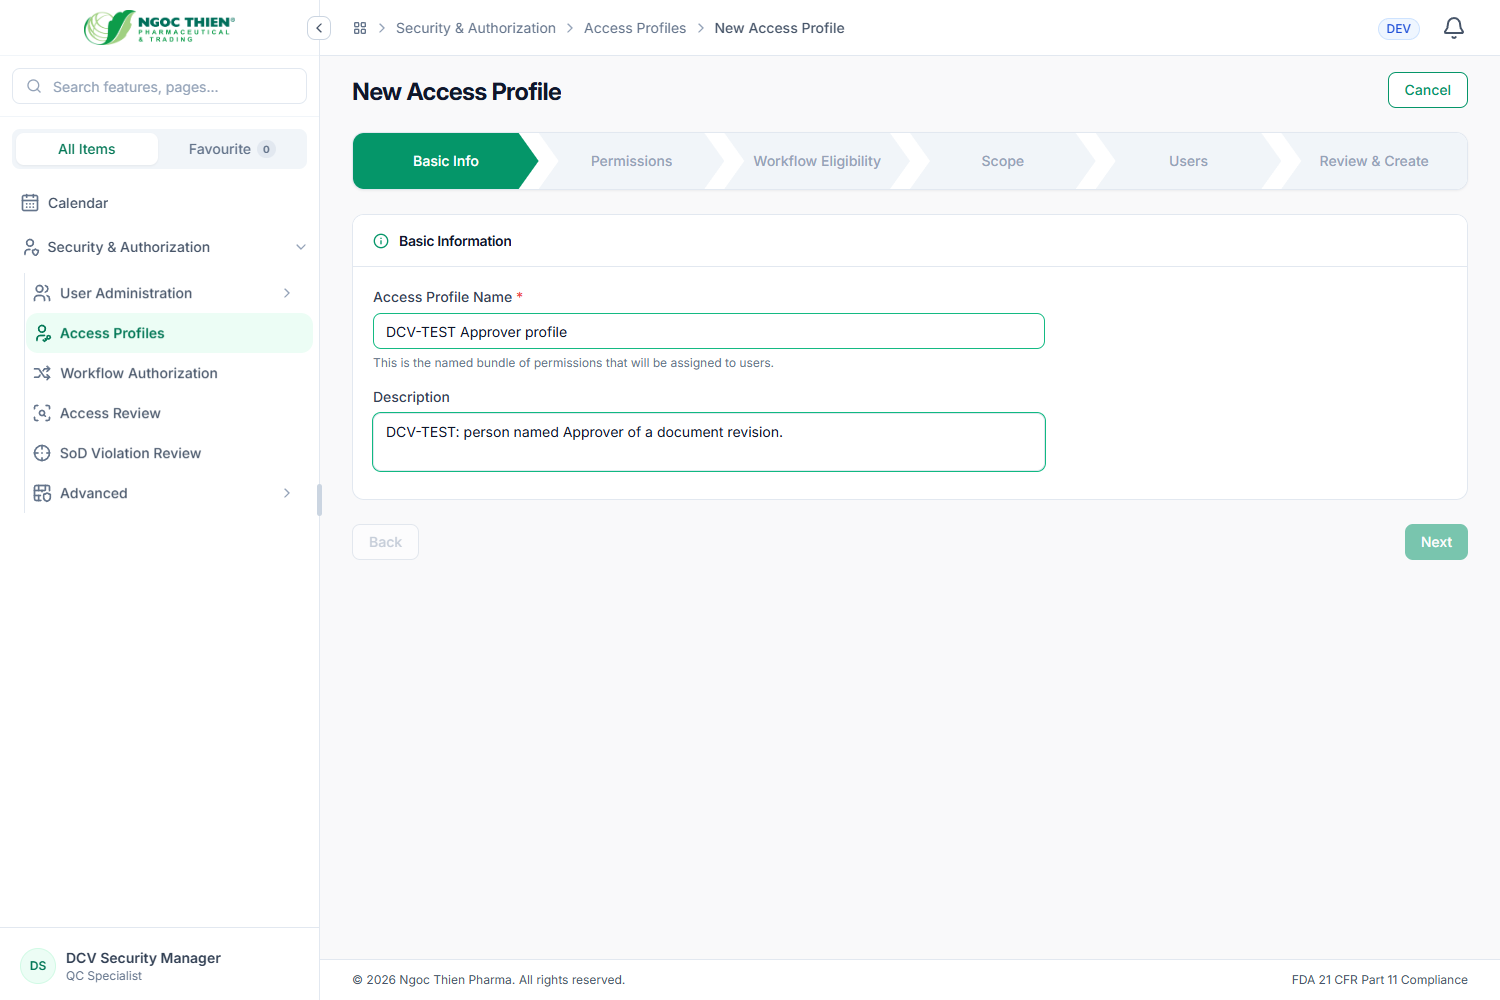 NGOC THIEN®
PHARMACEUTICAL
& TRADING
Security & Authorization
Access Profiles
New Access Profile
DEV
Search features, pages...
All Items
Favourite 0
Calendar
Security & Authorization
User Administration
Access Profiles
Workflow Authorization
Access Review
SoD Violation Review
Advanced
DS
DCV Security Manager
QC Specialist
New Access Profile
Cancel
Basic Info
Permissions
Workflow Eligibility
Scope
Users
Review & Create
Basic Information
Access Profile Name *
DCV-TEST Approver profile
This is the named bundle of permissions that will be assigned to users.
Description
DCV-TEST: person named Approver of a document revision.
Back
Next
© 2026 Ngoc Thien Pharma. All rights reserved.
FDA 21 CFR Part 11 Compliance